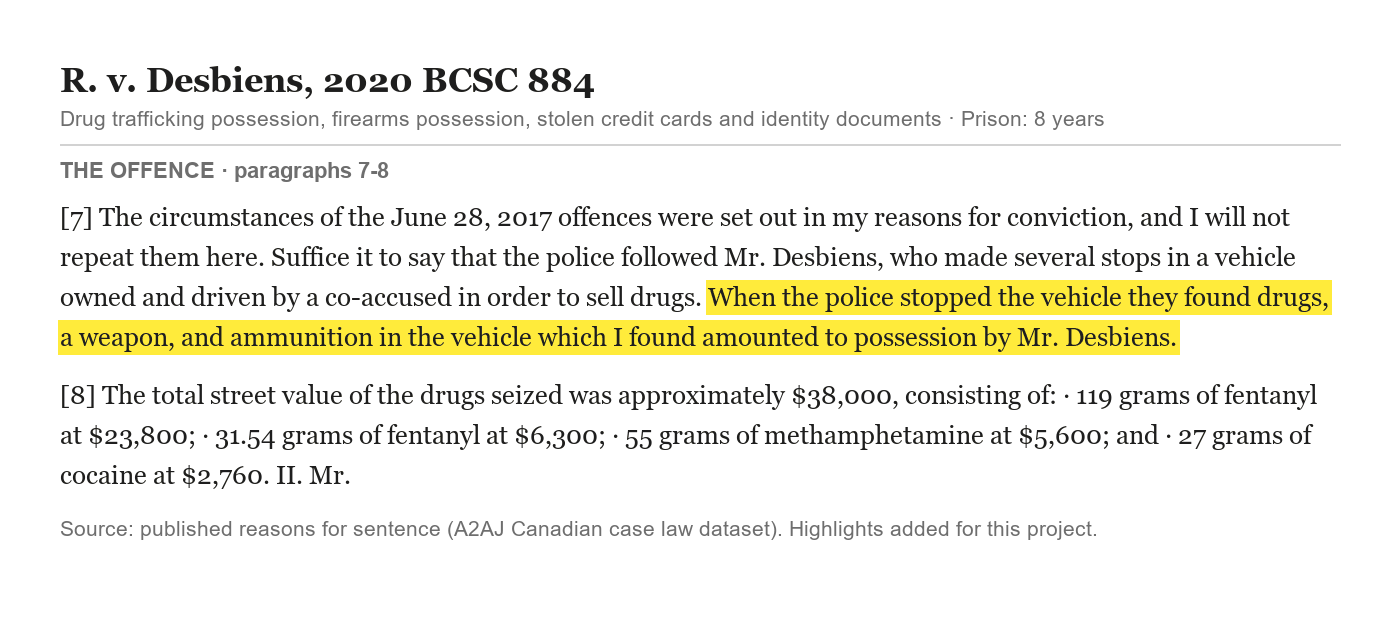 R. v. Desbiens, 2020 BCSC 884
Drug trafficking possession, firearms possession, stolen credit cards and identity documents · Prison: 8 years
THE OFFENCE · paragraphs 7-8
[7] The circumstances of the June 28, 2017 offences were set out in my reasons for conviction, and I will not
repeat them here. Suffice it to say that the police followed Mr. Desbiens, who made several stops in a vehicle
owned and driven by a co-accused in order to sell drugs. When the police stopped the vehicle they found drugs,
a weapon, and ammunition in the vehicle which I found amounted to possession by Mr. Desbiens.
[8] The total street value of the drugs seized was approximately $38,000, consisting of: · 119 grams of fentanyl
at $23,800; · 31.54 grams of fentanyl at $6,300; · 55 grams of methamphetamine at $5,600; and · 27 grams of
cocaine at $2,760. II. Mr.
Source: published reasons for sentence (A2AJ Canadian case law dataset). Highlights added for this project.